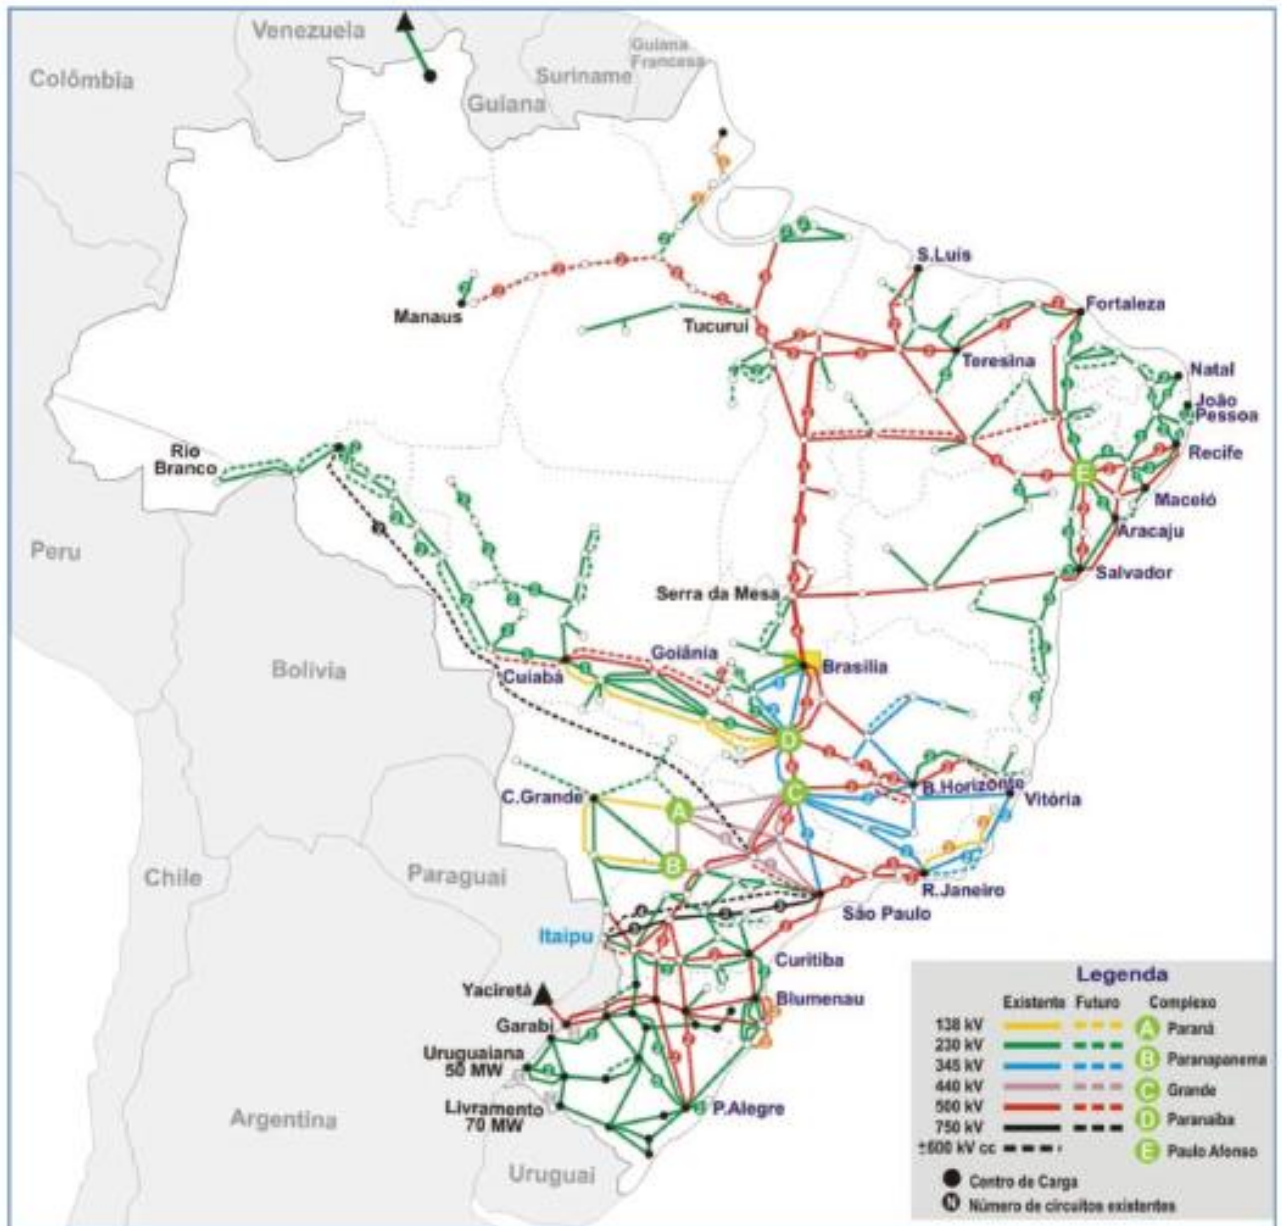 Venezuela
Guiana
Francesa
Colômbia
Suriname
Guiana
S.Luis
Manaus
Tucuruí
Fortaleza
Teresina
Natal
João
Pessoa
Rio
Branco
Recife
Maceió
Aracaju
Peru
Salvador
Serra da Mesa
Goiânia
Bolivia
Cuiabá
Brasília
D
E
C.Grande
A
C
B.Horizonte
Vitória
B
Chile
Paraguai
R.Janeiro
São Paulo
Itaipu
Curitiba
Yaciretá
Blumenau
Garabi
Uruguaiana
50 MW
Livramento
70 MW
P.Alegre
Argentina
Uruguai
Legenda
Existente Futuro Complexo
138 kV A Paraná
230 kV
345 kV B Paranapanema
440 kV C Grande
500 kV D Paranaíba
750 kV
±600 kV cc E Paulo Afonso
Centro de Carga
N Número de circuitos existentes